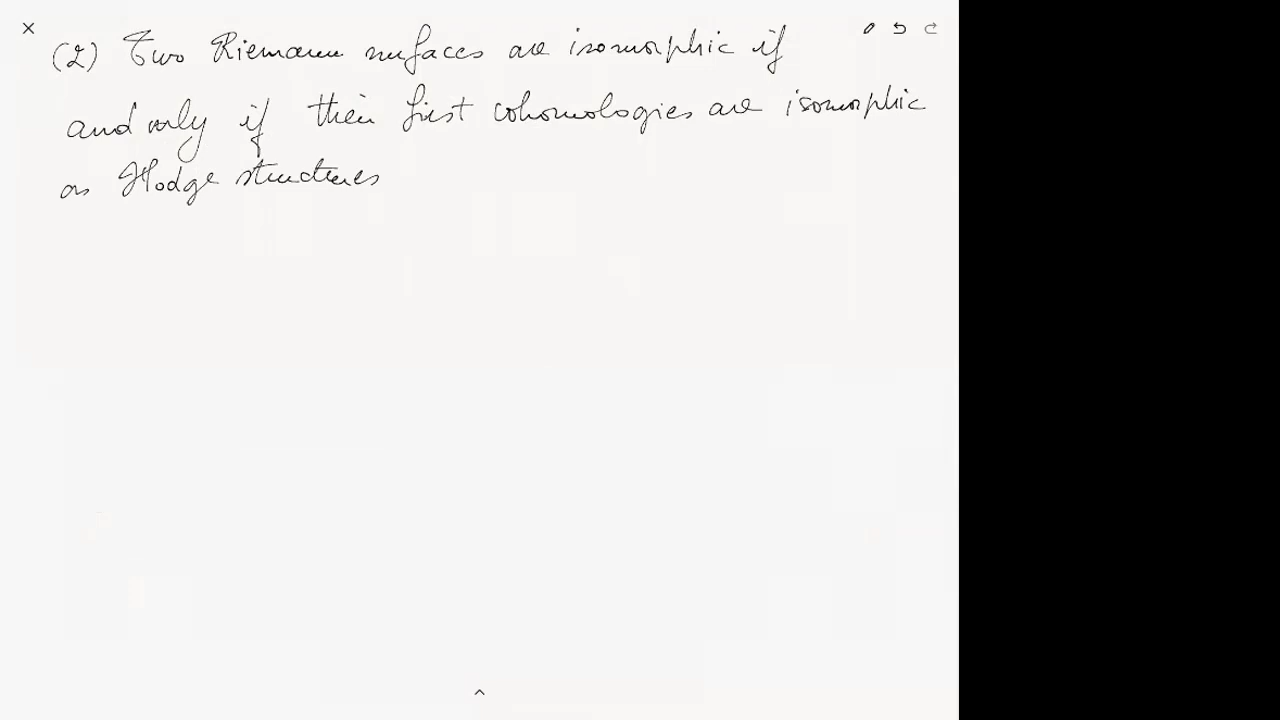 (2) Two Riemann surfaces are isomorphic if
and only if their first cohomologies are isomorphic
as Hodge structures